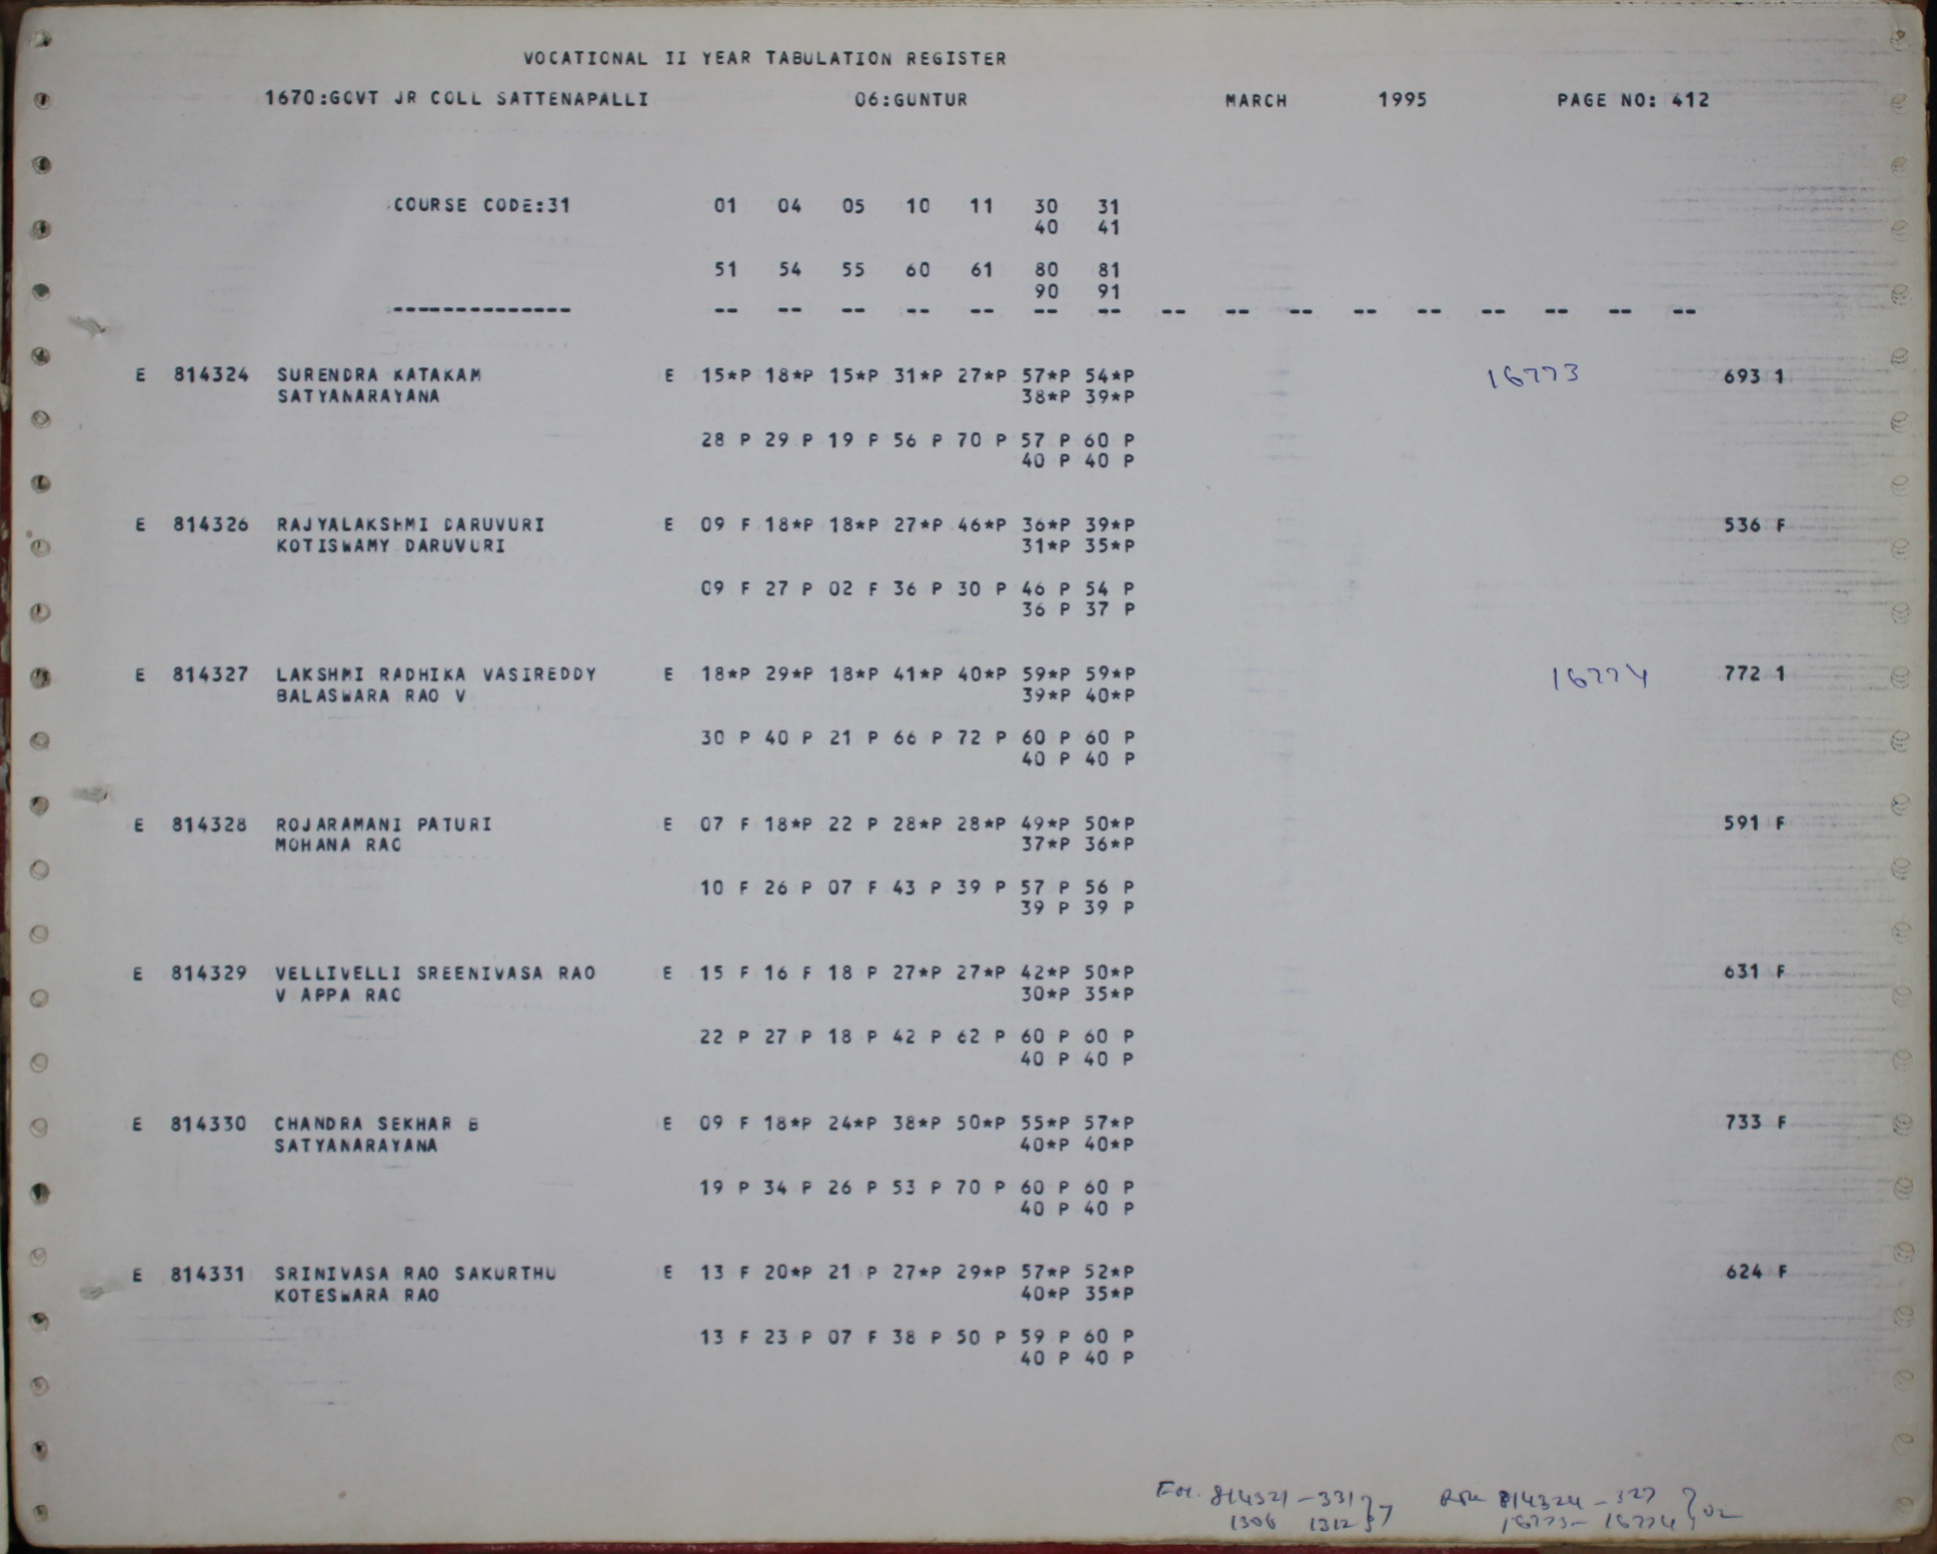 VOCATIONAL II YEAR TABULATION REGISTER
1670:GOVT JR COLL SATTENAPALLI 06:GUNTUR MARCH 1995 PAGE NO: 412
COURSE CODE:31 01 04 05 10 11 30 31
40 41
51 54 55 60 61 80 81
90 91
-------------- -- -- -- -- -- -- -- -- -- -- -- -- -- -- -- --
E 814324 SURENDRA KATAKAM E 15*P 18*P 15*P 31*P 27*P 57*P 54*P 16773 693 1
SATYANARAYANA 38*P 39*P
28 P 29 P 19 P 56 P 70 P 57 P 60 P
40 P 40 P
E 814326 RAJYALAKSHMI DARUVURI E 09 F 18*P 18*P 27*P 46*P 36*P 39*P 536 F
KOTISWAMY DARUVURI 31*P 35*P
09 F 27 P 02 F 36 P 30 P 46 P 54 P
36 P 37 P
E 814327 LAKSHMI RADHIKA VASIREDDY E 18*P 29*P 18*P 41*P 40*P 59*P 59*P 16774 772 1
BALASWARA RAO V 39*P 40*P
30 P 40 P 21 P 66 P 72 P 60 P 60 P
40 P 40 P
E 814328 ROJARAMANI PATURI E 07 F 18*P 22 P 28*P 28*P 49*P 50*P 591 F
MOHANA RAO 37*P 36*P
10 F 26 P 07 F 43 P 39 P 57 P 56 P
39 P 39 P
E 814329 VELLIVELLI SREENIVASA RAO E 15 F 16 F 18 P 27*P 27*P 42*P 50*P 631 F
V APPA RAO 30*P 35*P
22 P 27 P 18 P 42 P 62 P 60 P 60 P
40 P 40 P
E 814330 CHANDRA SEKHAR B E 09 F 18*P 24*P 38*P 50*P 55*P 57*P 733 F
SATYANARAYANA 40*P 40*P
19 P 34 P 26 P 53 P 70 P 60 P 60 P
40 P 40 P
E 814331 SRINIVASA RAO SAKURTHU E 13 F 20*P 21 P 27*P 29*P 57*P 52*P 624 F
KOTESWARA RAO 40*P 35*P
13 F 23 P 07 F 38 P 50 P 59 P 60 P
40 P 40 P
814321 - 331 } 7 814324 - 327 } 02
1306 1312 16773 - 16774